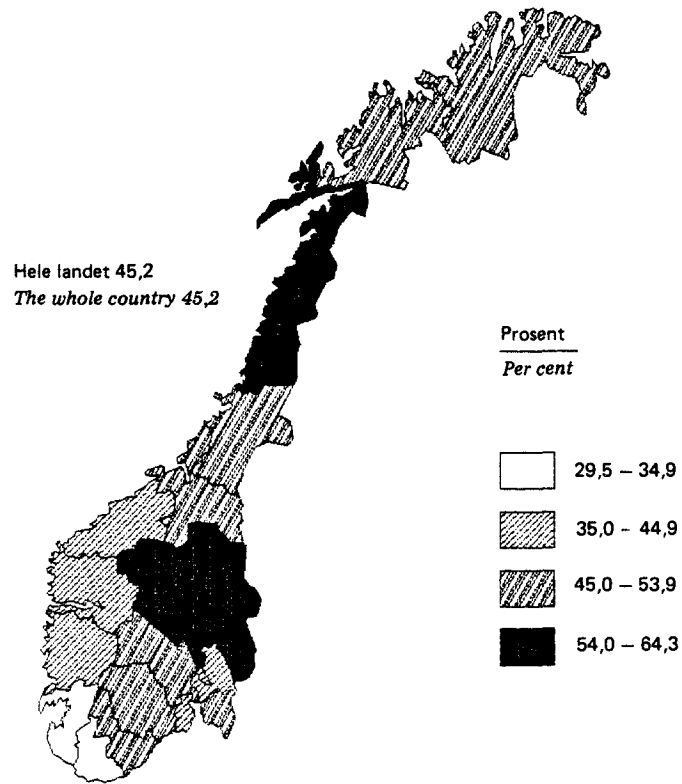 Hele landet 45,2
The whole country 45,2
Prosent
Per cent
29,5 – 34,9
35,0 – 44,9
45,0 – 53,9
54,0 – 64,3